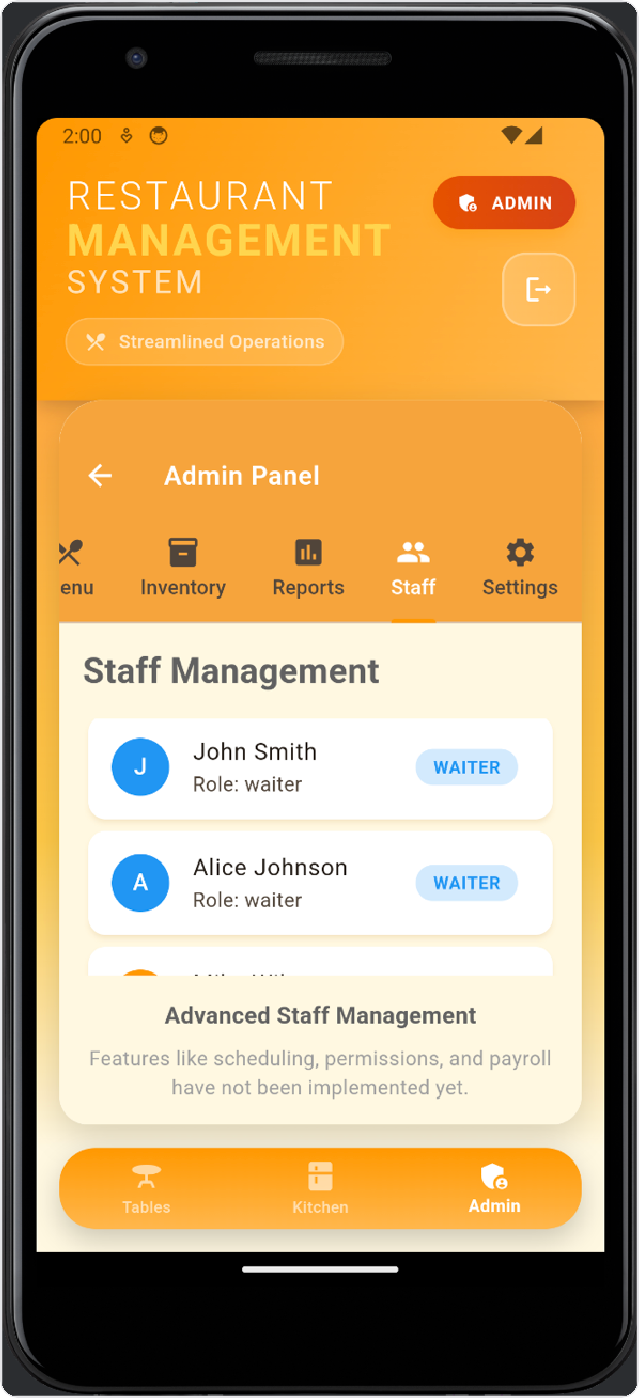 2:00
RESTAURANT
MANAGEMENT
SYSTEM
ADMIN
Streamlined Operations
Admin Panel
enu
Inventory
Reports
Staff
Settings
Staff Management
J
John Smith
Role: waiter
WAITER
A
Alice Johnson
Role: waiter
WAITER
Advanced Staff Management
Features like scheduling, permissions, and payroll
have not been implemented yet.
Tables
Kitchen
Admin